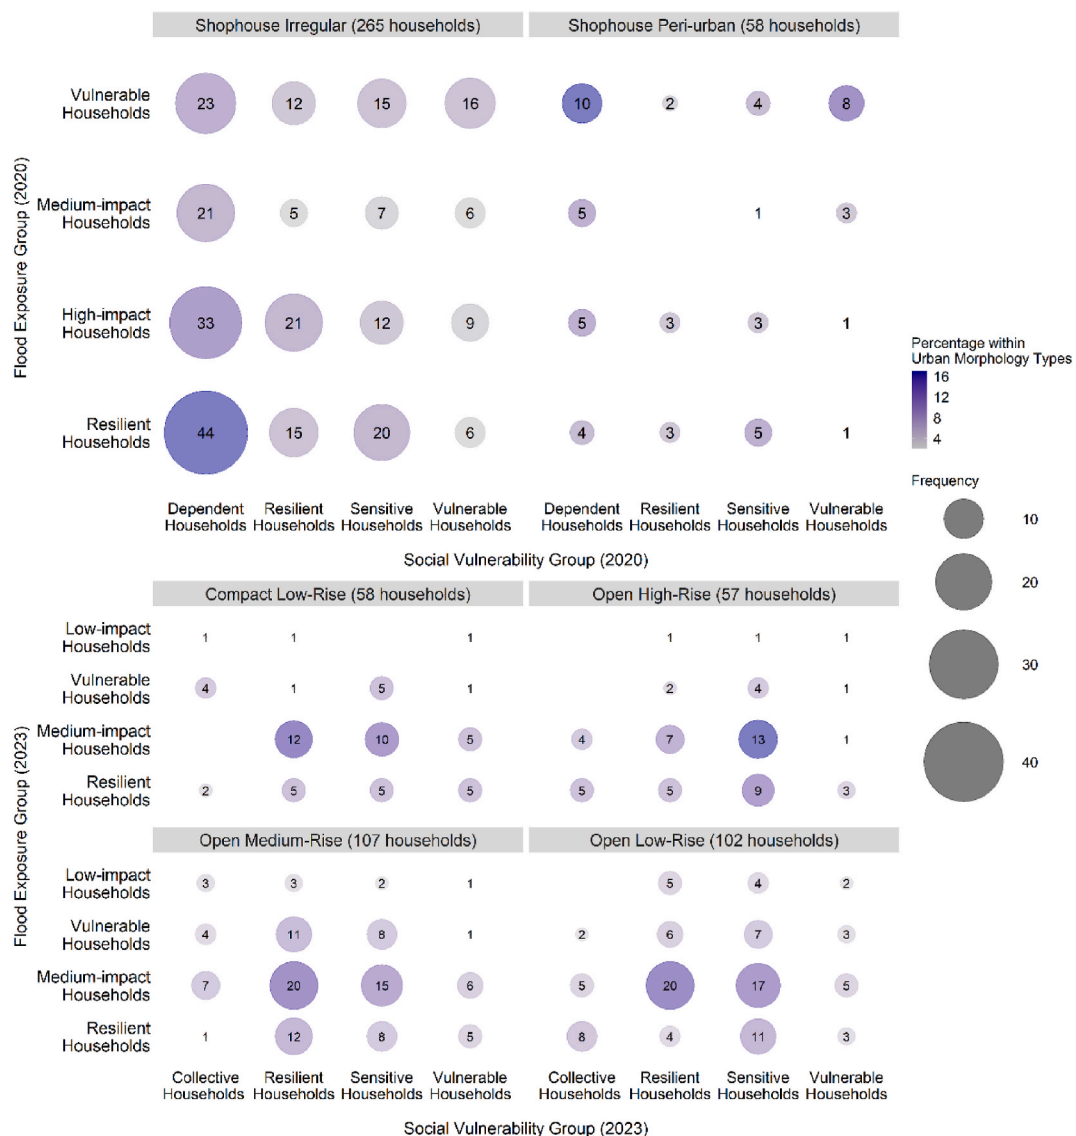 Shophouse Irregular (265 households)
Shophouse Peri-urban (58 households)
Flood Exposure Group (2020)
Vulnerable
Households
23 12 15 16 10 2 4 8
Medium-impact
Households
21 5 7 6 5 1 3
High-impact
Households
33 21 12 9 5 3 3 1
Resilient
Households
44 15 20 6 4 3 5 1
Dependent Resilient Sensitive Vulnerable Dependent Resilient Sensitive Vulnerable
Households Households Households Households Households Households Households Households
Social Vulnerability Group (2020)
Percentage within
Urban Morphology Types
16
12
8
4
Frequency
10
20
30
40
Compact Low-Rise (58 households)
Open High-Rise (57 households)
Flood Exposure Group (2023)
Low-impact
Households
1 1 1 1 1 1
Vulnerable
Households
4 1 5 1 2 4 1
Medium-impact
Households
12 10 5 4 7 13 1
Resilient
Households
2 5 5 5 5 5 9 3
Open Medium-Rise (107 households)
Open Low-Rise (102 households)
Low-impact
Households
3 3 2 1 5 4 2
Vulnerable
Households
4 11 8 1 2 6 7 3
Medium-impact
Households
7 20 15 6 5 20 17 5
Resilient
Households
1 12 8 5 8 4 11 3
Collective Resilient Sensitive Vulnerable Collective Resilient Sensitive Vulnerable
Households Households Households Households Households Households Households Households
Social Vulnerability Group (2023)